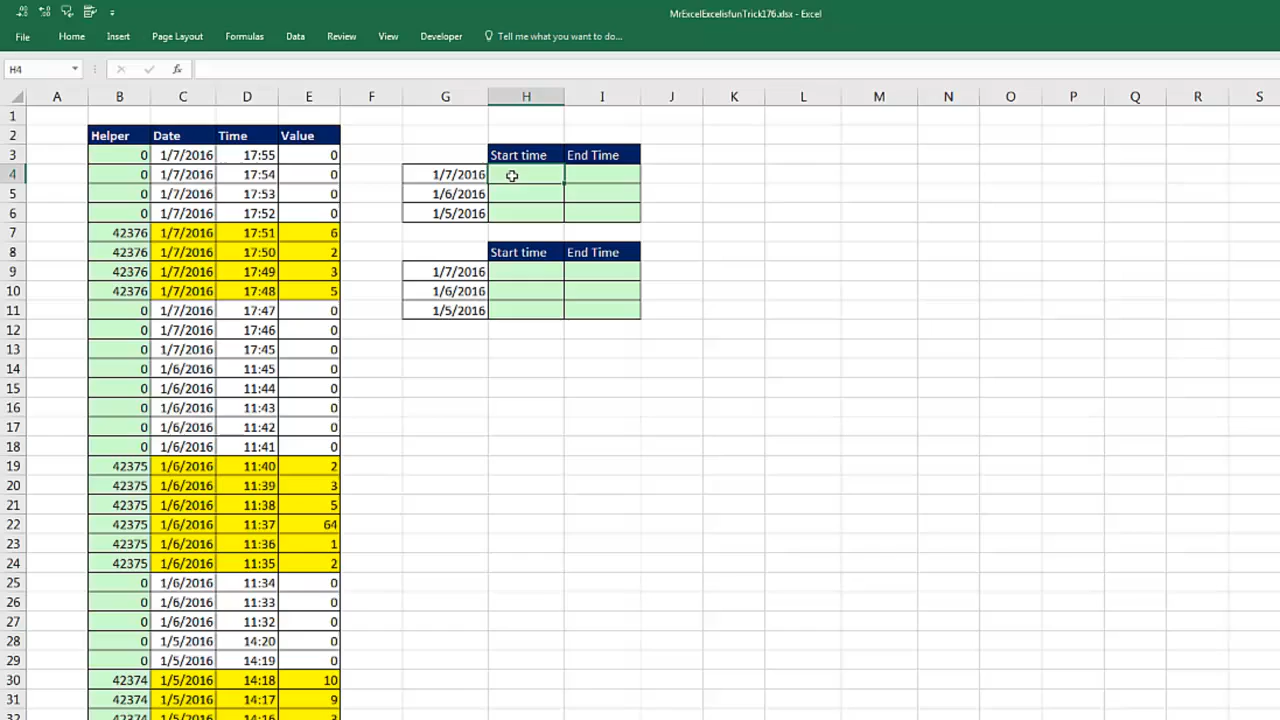 MrExcelExcelisfunTrick176.xlsx - Excel
File Home Insert Page Layout Formulas Data Review View Developer Tell me what you want to do...
H4 fx
A B C D E F G H I J K L M N O P Q R S
1
2 Helper Date Time Value
3 0 1/7/2016 17:55 0 Start time End Time
4 0 1/7/2016 17:54 0 1/7/2016
5 0 1/7/2016 17:53 0 1/6/2016
6 0 1/7/2016 17:52 0 1/5/2016
7 42376 1/7/2016 17:51 6
8 42376 1/7/2016 17:50 2 Start time End Time
9 42376 1/7/2016 17:49 3 1/7/2016
10 42376 1/7/2016 17:48 5 1/6/2016
11 0 1/7/2016 17:47 0 1/5/2016
12 0 1/7/2016 17:46 0
13 0 1/7/2016 17:45 0
14 0 1/6/2016 11:45 0
15 0 1/6/2016 11:44 0
16 0 1/6/2016 11:43 0
17 0 1/6/2016 11:42 0
18 0 1/6/2016 11:41 0
19 42375 1/6/2016 11:40 2
20 42375 1/6/2016 11:39 3
21 42375 1/6/2016 11:38 5
22 42375 1/6/2016 11:37 64
23 42375 1/6/2016 11:36 1
24 42375 1/6/2016 11:35 2
25 0 1/6/2016 11:34 0
26 0 1/6/2016 11:33 0
27 0 1/6/2016 11:32 0
28 0 1/5/2016 14:20 0
29 0 1/5/2016 14:19 0
30 42374 1/5/2016 14:18 10
31 42374 1/5/2016 14:17 9
32 42374 1/5/2016 14:16 3